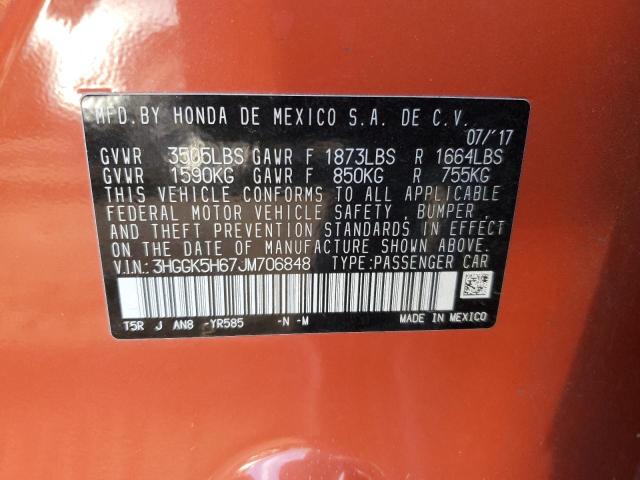 MFD.BY HONDA DE MEXICO S.A. DE C.V.
07/'17
GVWR 3505LBS GAWR F 1873LBS R 1664LBS
GVWR 1590KG GAWR F 850KG R 755KG
THIS VEHICLE CONFORMS TO ALL APPLICABLE
FEDERAL MOTOR VEHICLE SAFETY, BUMPER,
AND THEFT PREVENTION STANDARDS IN EFFECT
ON THE DATE OF MANUFACTURE SHOWN ABOVE.
V.I.N.: 3HGGK5H67JM706848 TYPE:PASSENGER CAR
T5R J AN8 -YR585 -N -M MADE IN MEXICO